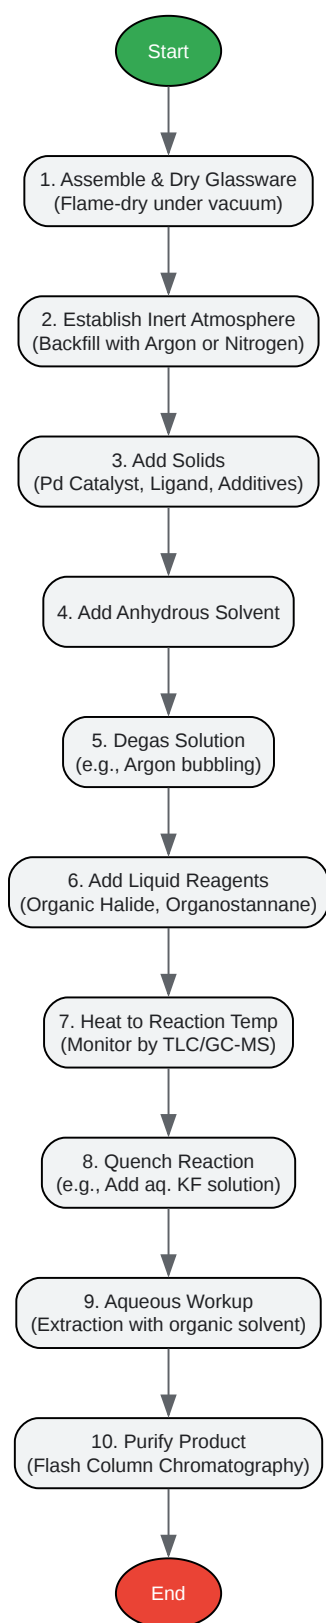 Start
1. Assemble & Dry Glassware
(Flame-dry under vacuum)
2. Establish Inert Atmosphere
(Backfill with Argon or Nitrogen)
3. Add Solids
(Pd Catalyst, Ligand, Additives)
4. Add Anhydrous Solvent
5. Degas Solution
(e.g., Argon bubbling)
6. Add Liquid Reagents
(Organic Halide, Organostannane)
7. Heat to Reaction Temp
(Monitor by TLC/GC-MS)
8. Quench Reaction
(e.g., Add aq. KF solution)
9. Aqueous Workup
(Extraction with organic solvent)
10. Purify Product
(Flash Column Chromatography)
End